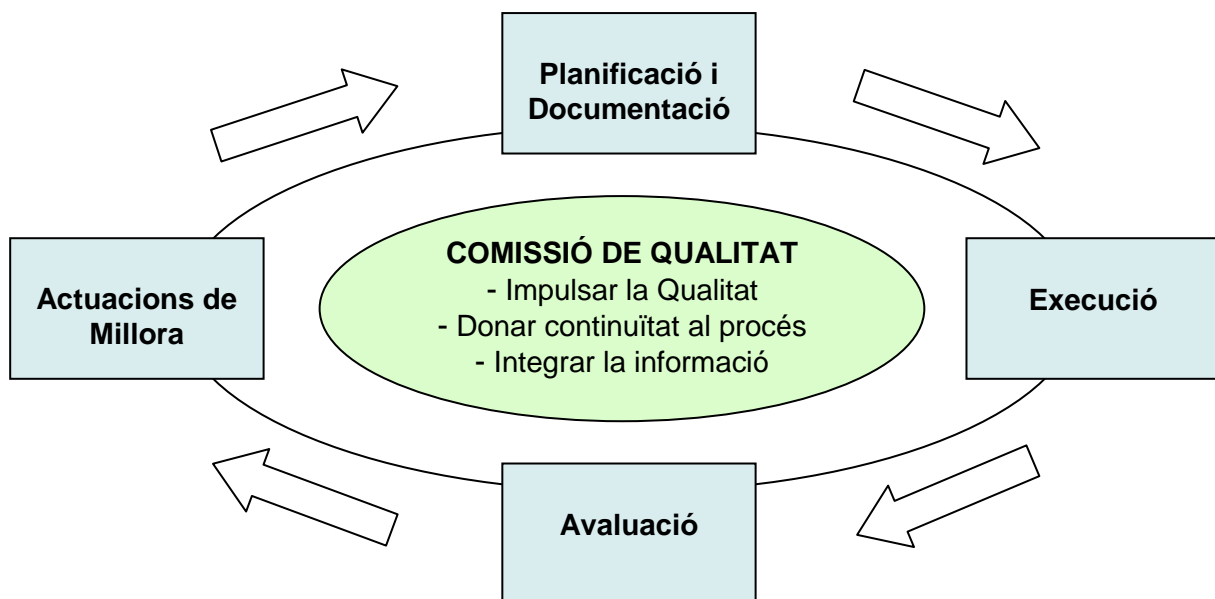 Planificació i
Documentació
COMISSIÓ DE QUALITAT
- Impulsar la Qualitat
- Donar continuïtat al procés
- Integrar la informació
Actuacions de
Millora
Execució
Avaluació